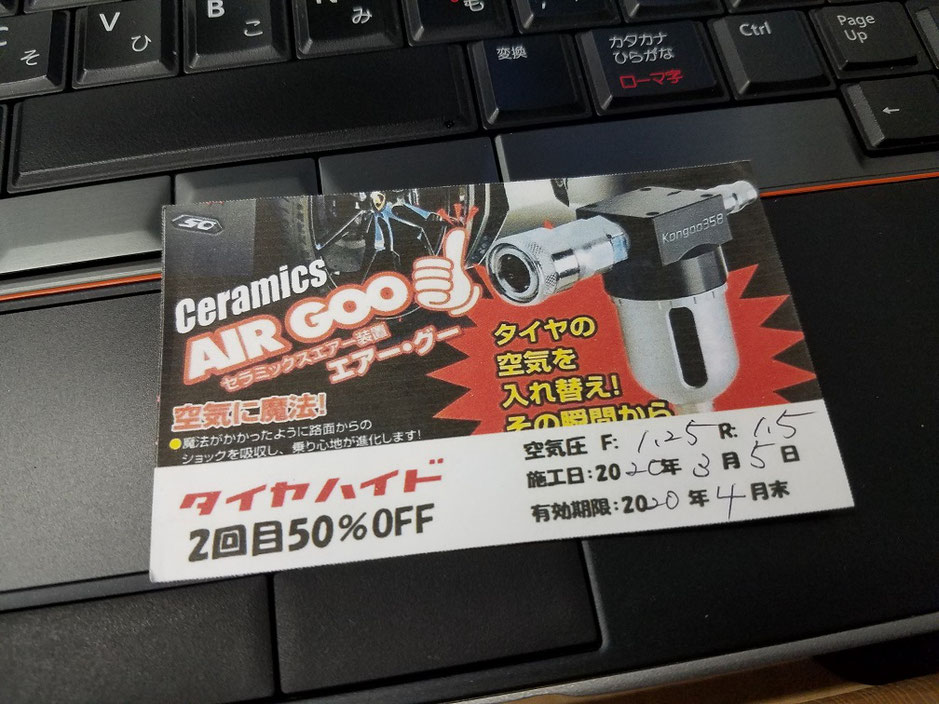 C
そ
V
ひ
B
こ
N
み
も
変換
カタカナ
ひらがな
ローマ字
Ctrl
Page
Up
←
SD
Kangoo358
Ceramics
AIR GOO
セラミックスエアー装置
エアー・グー
空気に魔法!
●魔法がかかったように路面からの
ショックを吸収し、乗り心地が進化します!
タイヤの
空気を
入れ替え!
その瞬間から
タイヤハイド
2回目50%OFF
空気圧 F: 1.25 R: 1.5
施工日:2020年3月5日
有効期限:2020年4月末